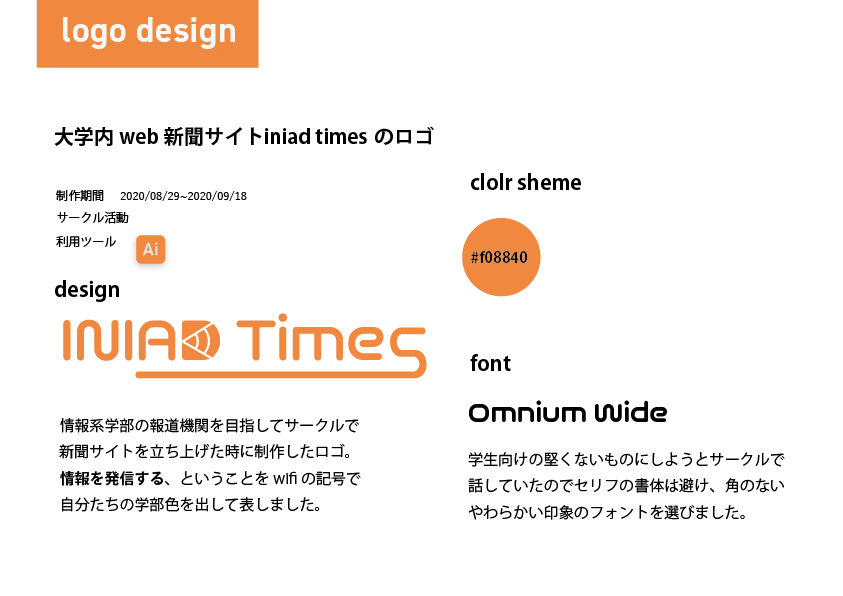 logo design
大学内 web 新聞サイトiniad times のロゴ
制作期間 2020/08/29~2020/09/18
サークル活動
利用ツール Ai
design
INIAD Times
情報系学部の報道機関を目指してサークルで
新聞サイトを立ち上げた時に制作したロゴ。
情報を発信する、ということを wifi の記号で
自分たちの学部色を出して表しました。
clolr sheme
#f08840
font
Omnium Wide
学生向けの堅くないものにしようとサークルで
話していたのでセリフの書体は避け、角のない
やわらかい印象のフォントを選びました。